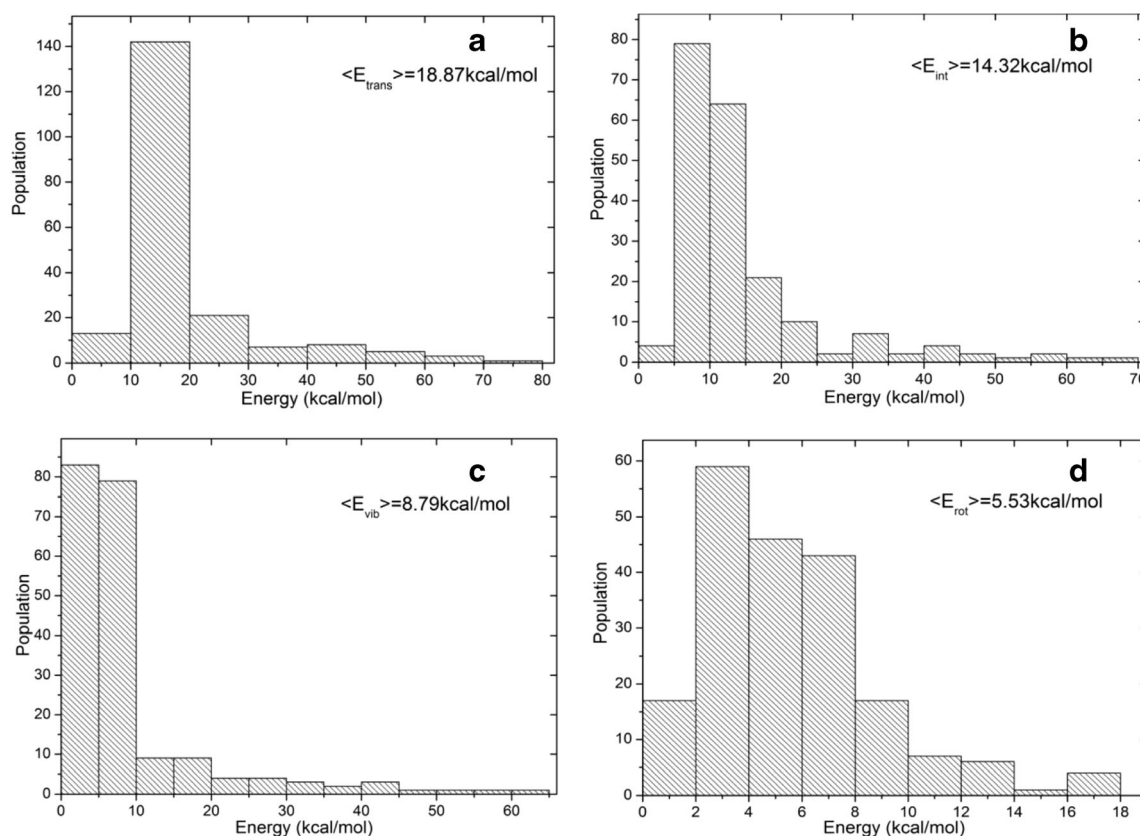 a
<E_trans>=18.87kcal/mol
Population
140
120
100
80
60
40
20
0
0 10 20 30 40 50 60 70 80
Energy (kcal/mol)
b
<E_int>=14.32kcal/mol
Population
80
70
60
50
40
30
20
10
0
0 10 20 30 40 50 60 70
Energy (kcal/mol)
c
<E_vib>=8.79kcal/mol
Population
80
70
60
50
40
30
20
10
0
0 10 20 30 40 50 60
Energy (kcal/mol)
d
<E_rot>=5.53kcal/mol
Population
60
50
40
30
20
10
0
0 2 4 6 8 10 12 14 16 18
Energy (kcal/mol)